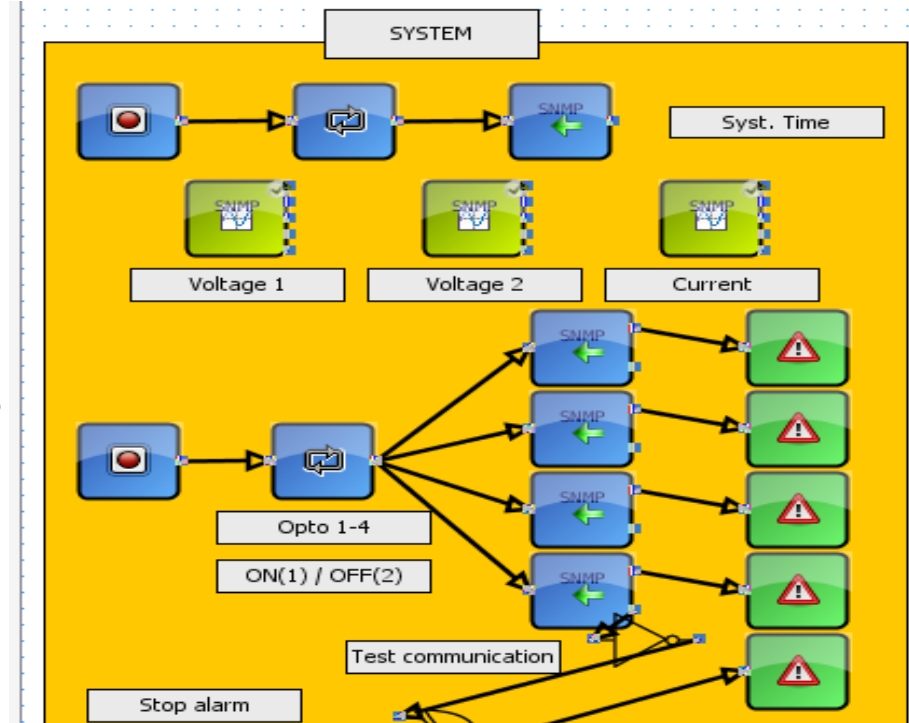 SYSTEM
SNMP
Syst. Time
SNMP
SNMP
SNMP
Voltage 1
Voltage 2
Current
SNMP
SNMP
SNMP
Opto 1-4
ON(1) / OFF(2)
SNMP
Test communication
Stop alarm